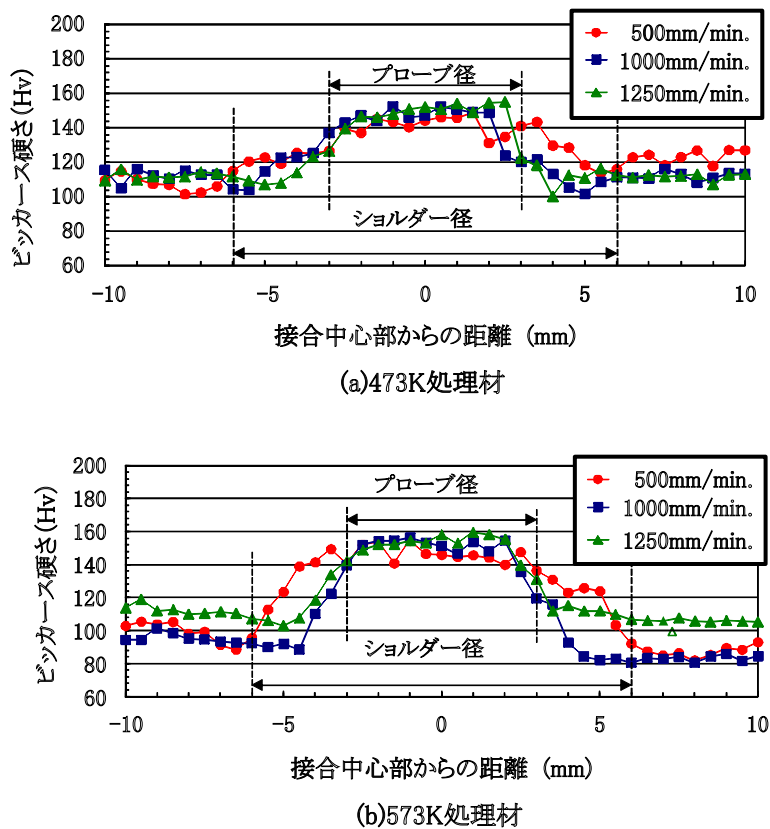 200
180
160
140
120
100
80
60
ビッカース硬さ(Hv)
500mm/min.
1000mm/min.
1250mm/min.
プローブ径
ショルダー径
-10
-5
0
5
10
接合中心部からの距離 (mm)
(a)473K処理材
200
180
160
140
120
100
80
60
ビッカース硬さ(Hv)
500mm/min.
1000mm/min.
1250mm/min.
プローブ径
ショルダー径
-10
-5
0
5
10
接合中心部からの距離 (mm)
(b)573K処理材